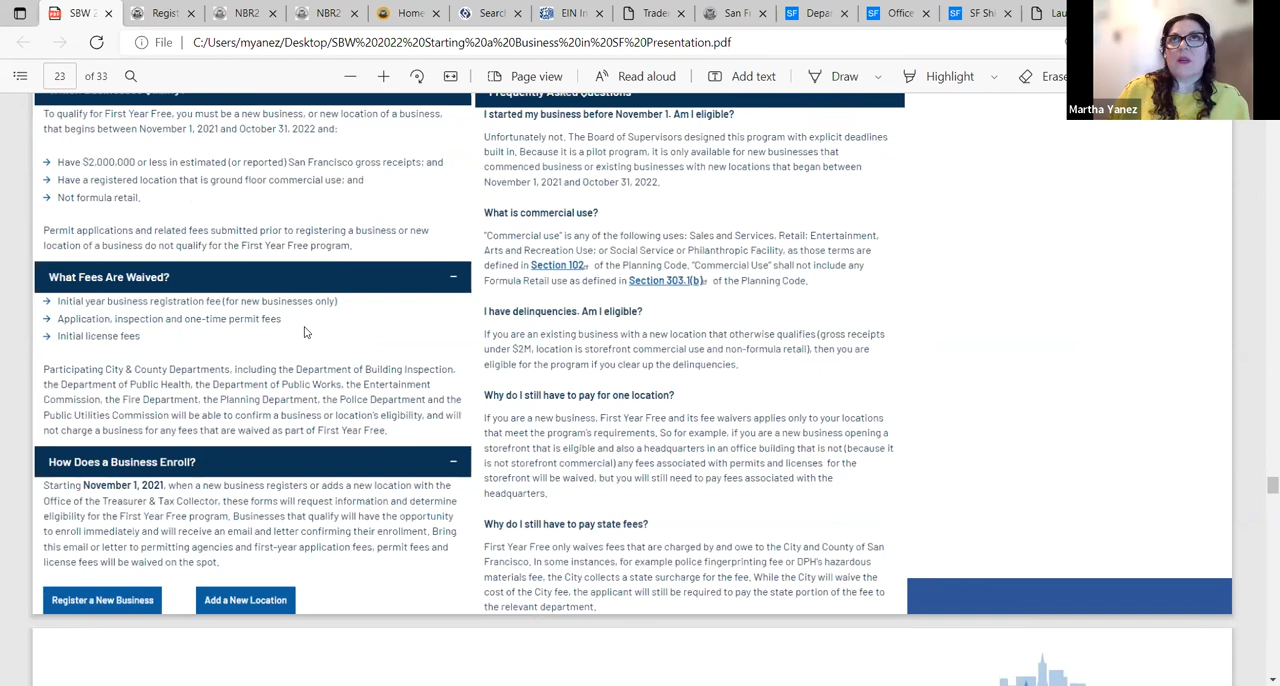 SBW 2
Regist
NBR2
NBR2
Home
Searc
EIN In
Trade
San F
Depa
Office
SF Sh
Lau
File
C:/Users/myanez/Desktop/SBW%202022%20Starting%20a%20Business%20in%20SF%20Presentation.pdf
23 of 33
Page view
Read aloud
Add text
Draw
Highlight
Erase
Martha Yanez
To qualify for First Year Free, you must be a new business, or new location of a business,
that begins between November 1, 2021 and October 31, 2022 and:
Have $2,000,000 or less in estimated (or reported) San Francisco gross receipts; and
Have a registered location that is ground floor commercial use; and
Not formula retail.
Permit applications and related fees submitted prior to registering a business or new
location of a business do not qualify for the First Year Free program.
What Fees Are Waived?
Initial year business registration fee (for new businesses only)
Application, inspection and one-time permit fees
Initial license fees
Participating City & County Departments, including the Department of Building Inspection,
the Department of Public Health, the Department of Public Works, the Entertainment
Commission, the Fire Department, the Planning Department, the Police Department and the
Public Utilities Commission will be able to confirm a business or location's eligibility, and will
not charge a business for any fees that are waived as part of First Year Free.
How Does a Business Enroll?
Starting November 1, 2021, when a new business registers or adds a new location with the
Office of the Treasurer & Tax Collector, these forms will request information and determine
eligibility for the First Year Free program. Businesses that qualify will have the opportunity
to enroll immediately and will receive an email and letter confirming their enrollment. Bring
this email or letter to permitting agencies and first-year application fees, permit fees and
license fees will be waived on the spot.
Register a New Business
Add a New Location
Frequently Asked Questions
I started my business before November 1. Am I eligible?
Unfortunately not. The Board of Supervisors designed this program with explicit deadlines
built in. Because it is a pilot program, it is only available for new businesses that
commenced business or existing businesses with new locations that began between
November 1, 2021 and October 31, 2022.
What is commercial use?
"Commercial use" is any of the following uses: Sales and Services, Retail; Entertainment,
Arts and Recreation Use; or Social Service or Philanthropic Facility, as those terms are
defined in Section 102 of the Planning Code. "Commercial Use" shall not include any
Formula Retail use as defined in Section 303.1(b) of the Planning Code.
I have delinquencies. Am I eligible?
If you are an existing business with a new location that otherwise qualifies (gross receipts
under $2M, location is storefront commercial use and non-formula retail), then you are
eligible for the program if you clear up the delinquencies.
Why do I still have to pay for one location?
If you are a new business, First Year Free and its fee waivers applies only to your locations
that meet the program's requirements. So for example, if you are a new business opening a
storefront that is eligible and also a headquarters in an office building that is not (because it
is not storefront commercial) any fees associated with permits and licenses for the
storefront will be waived, but you will still need to pay fees associated with the
headquarters.
Why do I still have to pay state fees?
First Year Free only waives fees that are charged by and owe to the City and County of San
Francisco. In some instances, for example police fingerprinting fee or DPH's hazardous
materials fee, the City collects a state surcharge for the fee. While the City will waive the
cost of the City fee, the applicant will still be required to pay the state portion of the fee to
the relevant department.